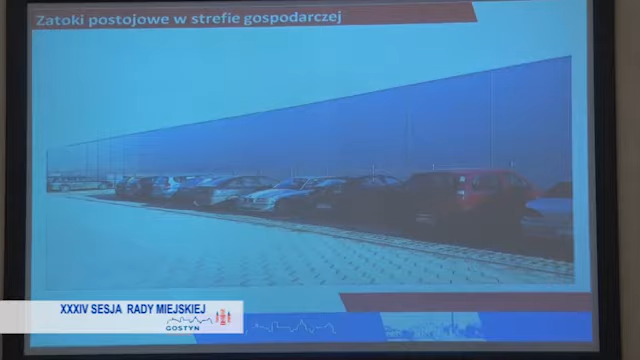 Zatoki postojowe w strefie gospodarczej
XXXIV SESJA RADY MIEJSKIEJ
GOSTYŃ